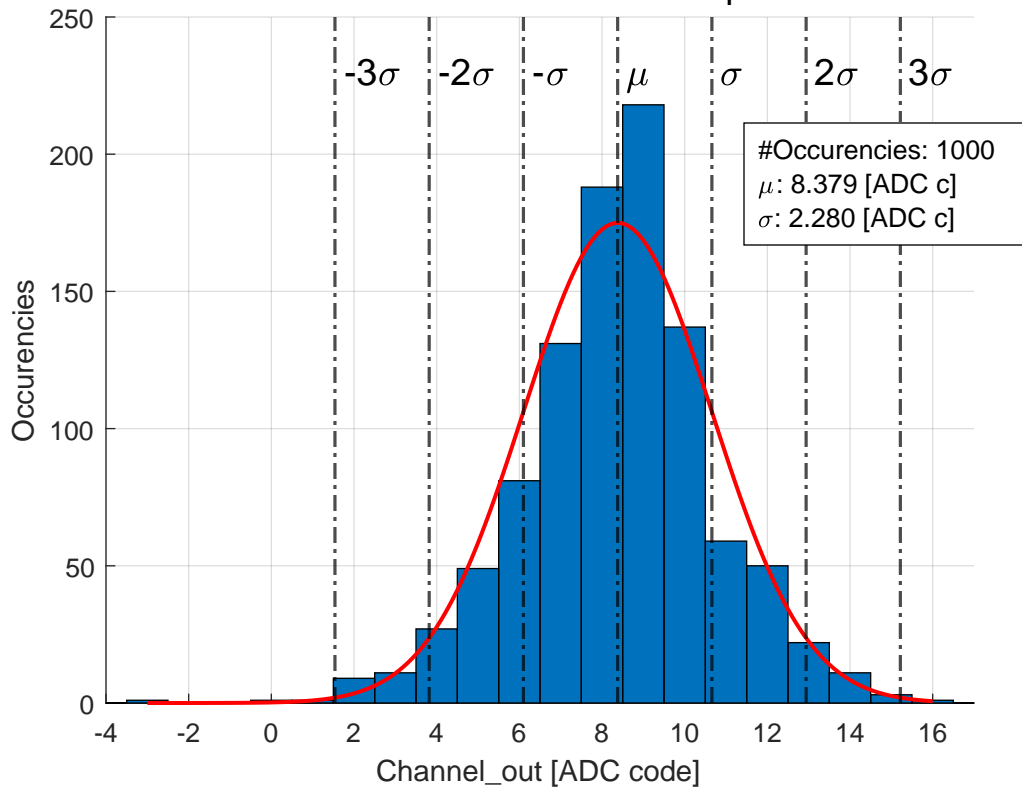 250
200
150
100
50
0
-3σ
-2σ
-σ
μ
σ
2σ
3σ
#Occurencies: 1000
μ: 8.379 [ADC c]
σ: 2.280 [ADC c]
Occurencies
-4
-2
0
2
4
6
8
10
12
14
16
Channel_out [ADC code]